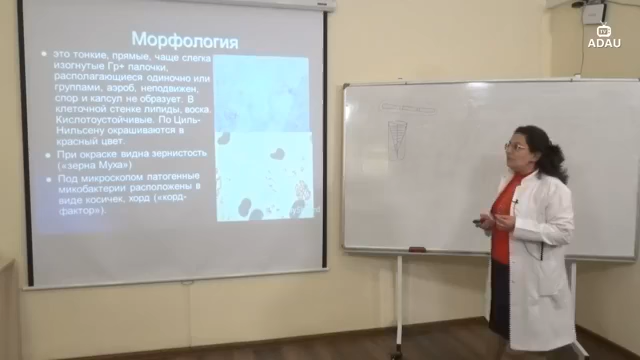 Морфология
это тонкие, прямые, чаще слегка
изогнутые Гр+ палочки,
располагающиеся одиночно или
группами, аэроб, неподвижен,
спор и капсул не образует. В
клеточной стенке липиды, воска.
Кислотоустойчивые. По Циль-
Нильсену окрашиваются в
красный цвет.
При окраске видна зернистость
(«зерна Муха»)
Под микроскопом патогенные
микобактерии расположены в
виде косичек, хорд («корд-
фактор»).
TV
ADAU